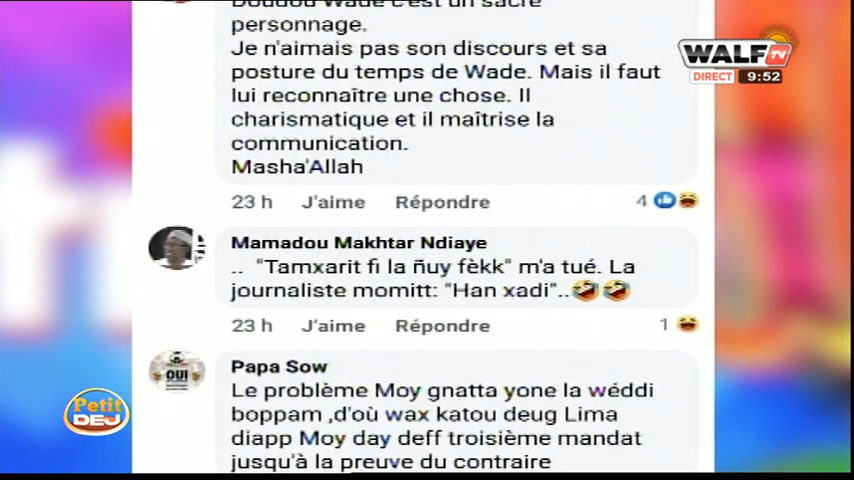 Doudou Wade c'est un sacré
personnage.
Je n'aimais pas son discours et sa
posture du temps de Wade. Mais il faut
lui reconnaître une chose. Il
charismatique et il maîtrise la
communication.
Masha'Allah
23 h J'aime Répondre 4
Mamadou Makhtar Ndiaye
.. "Tamxarit fi la ñuy fèkk" m'a tué. La
journaliste momitt: "Han xadi"..🤣🤣
23 h J'aime Répondre 1
Papa Sow
Le problème Moy gnatta yone la wéddi
boppam ,d'où wax katou deug Lima
diapp Moy day deff troisième mandat
jusqu'à la preuve du contraire
WALF TV
DIRECT 9:52
Petit
DEJ
OUI